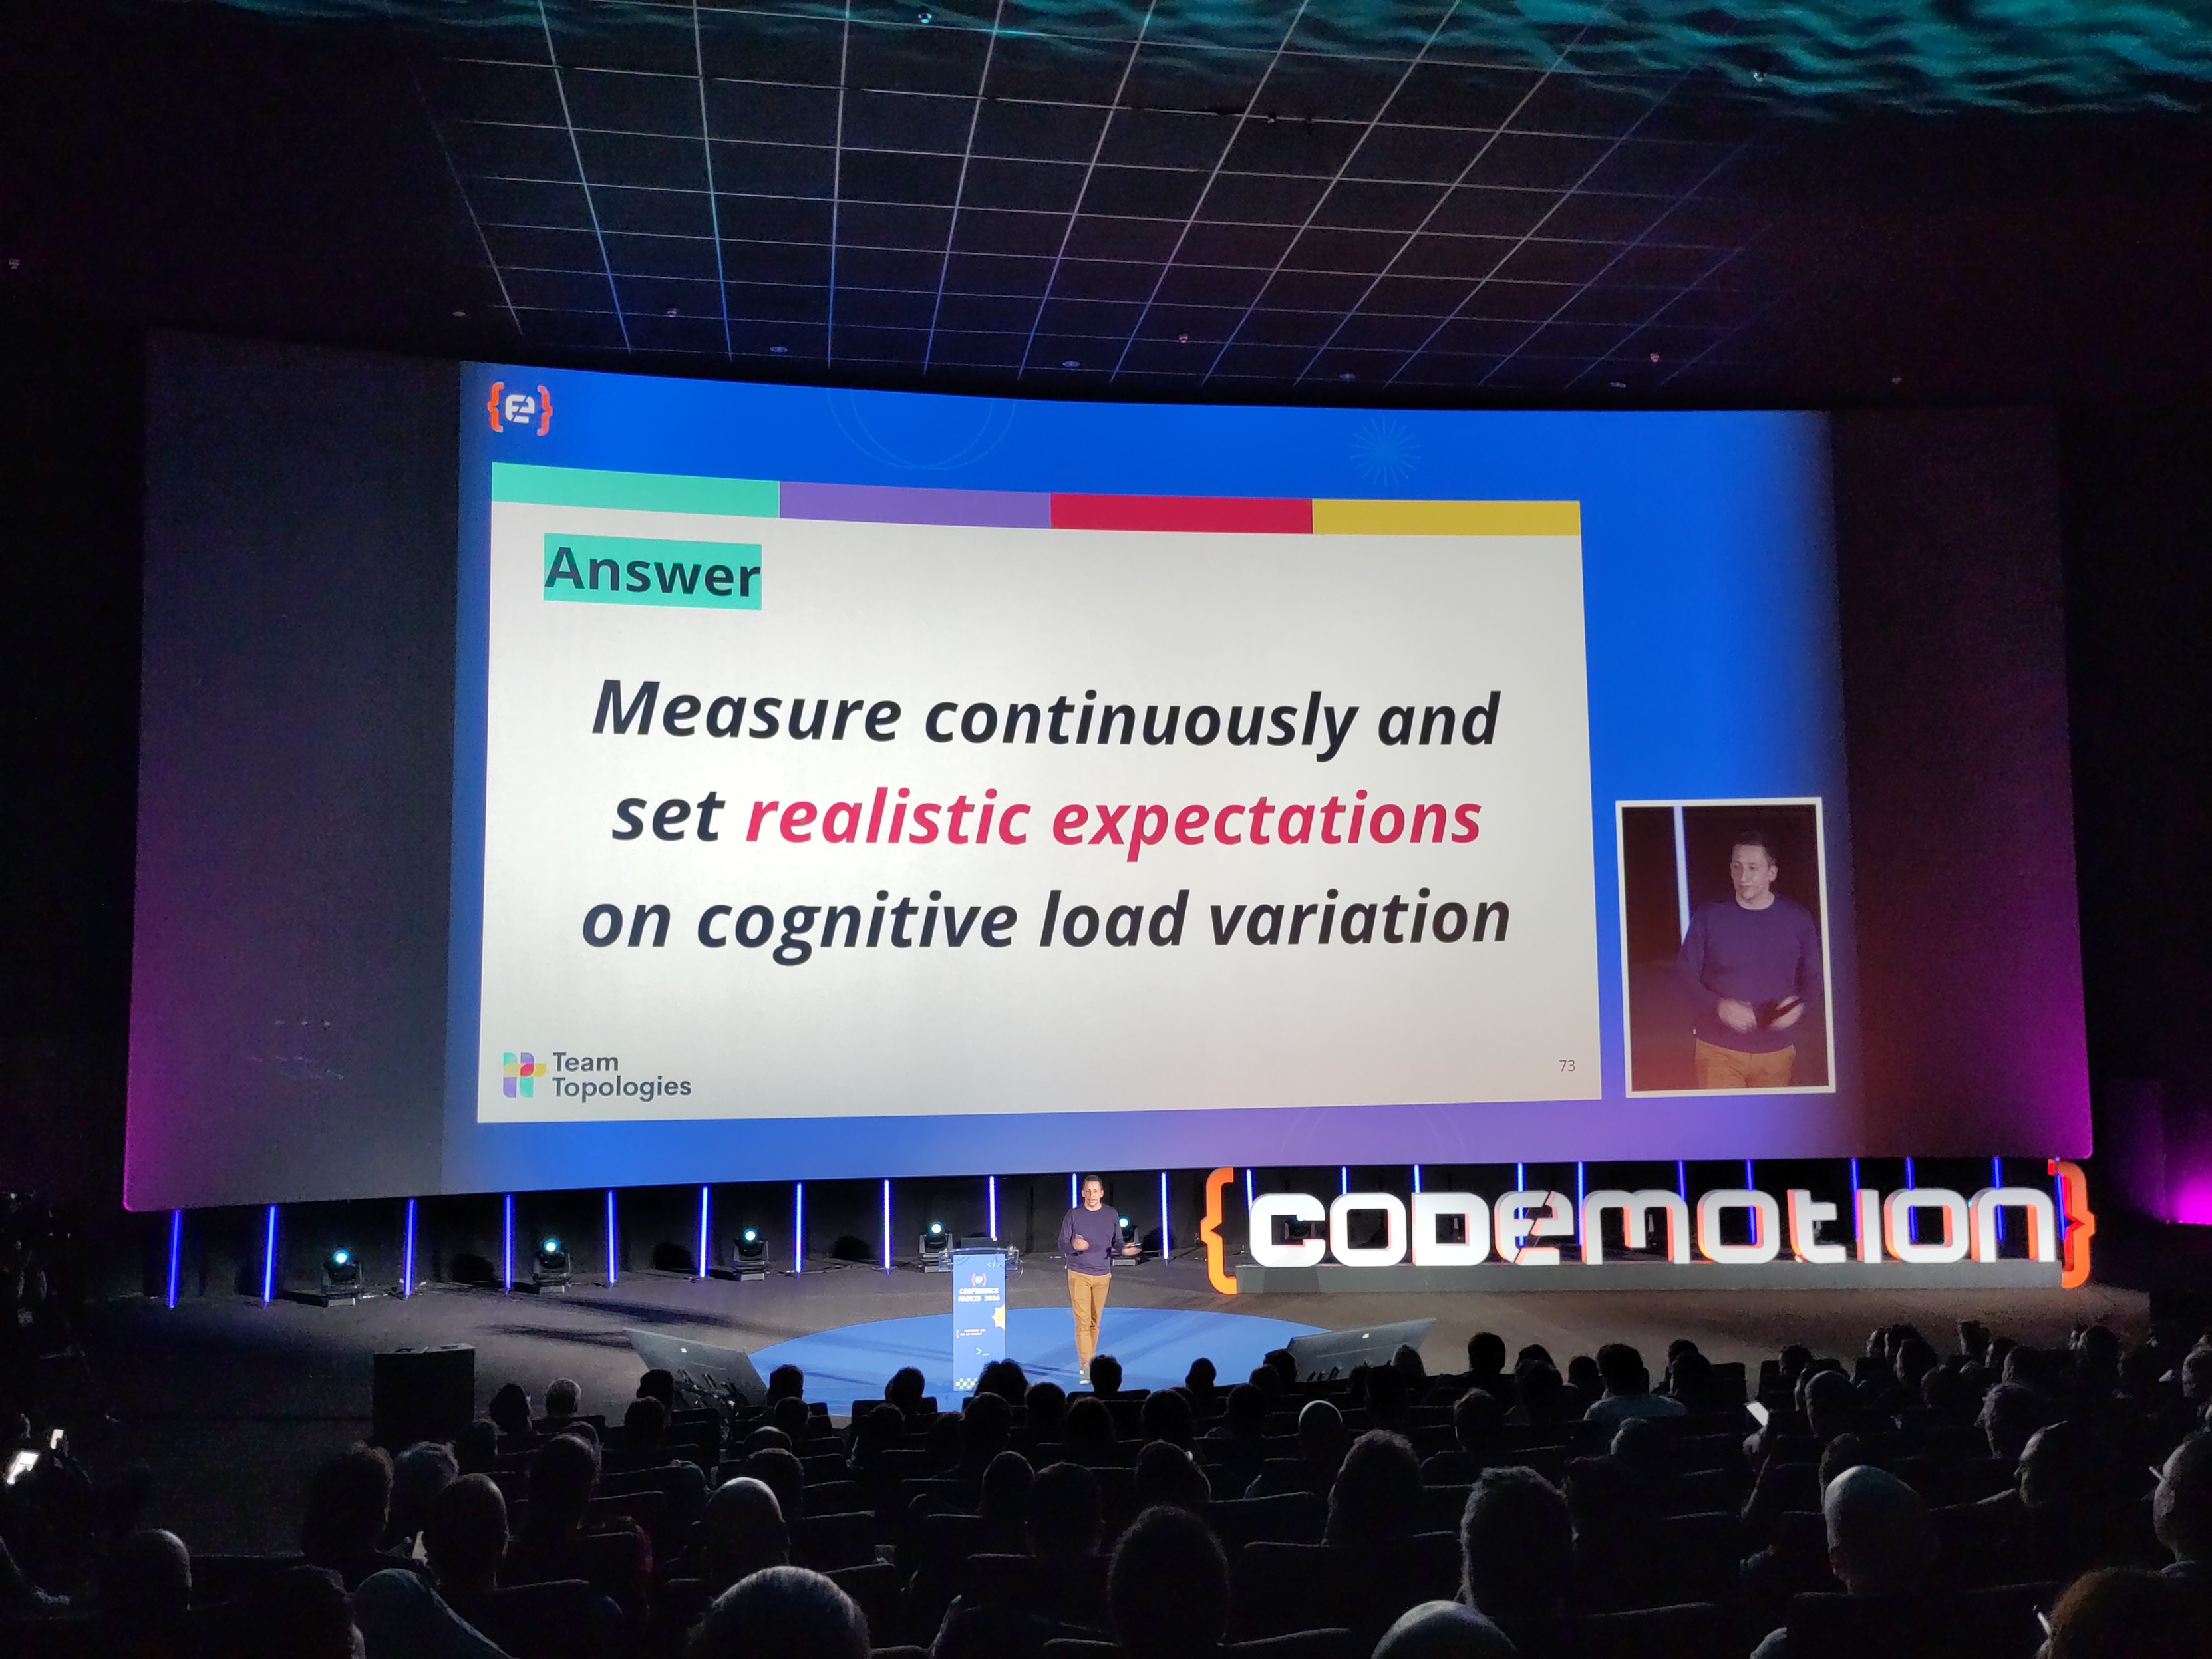 Answer
Measure continuously and
set realistic expectations
on cognitive load variation
Team
Topologies
73
{codemotion}
CONFERENCE
MADRID 2024
>_